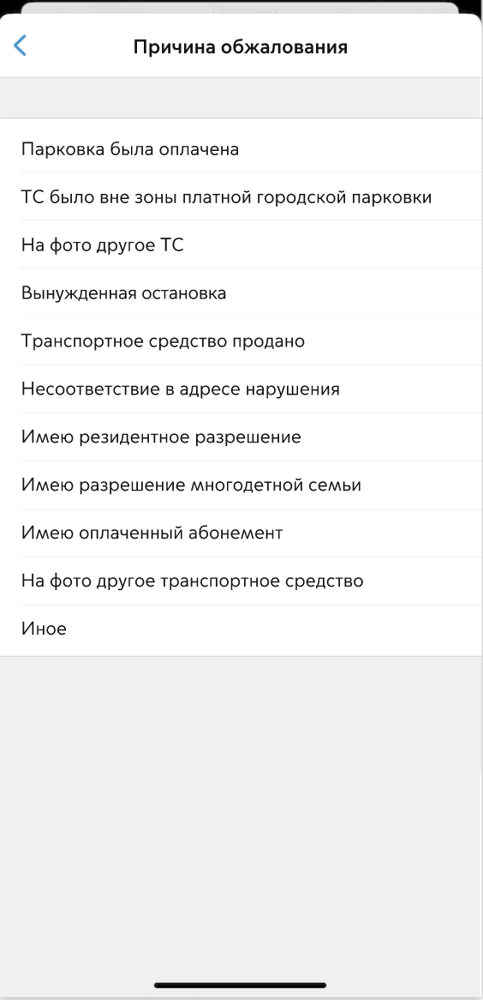 Причина обжалования
Парковка была оплачена
ТС было вне зоны платной городской парковки
На фото другое ТС
Вынужденная остановка
Транспортное средство продано
Несоответствие в адресе нарушения
Имею резидентное разрешение
Имею разрешение многодетной семьи
Имею оплаченный абонемент
На фото другое транспортное средство
Иное